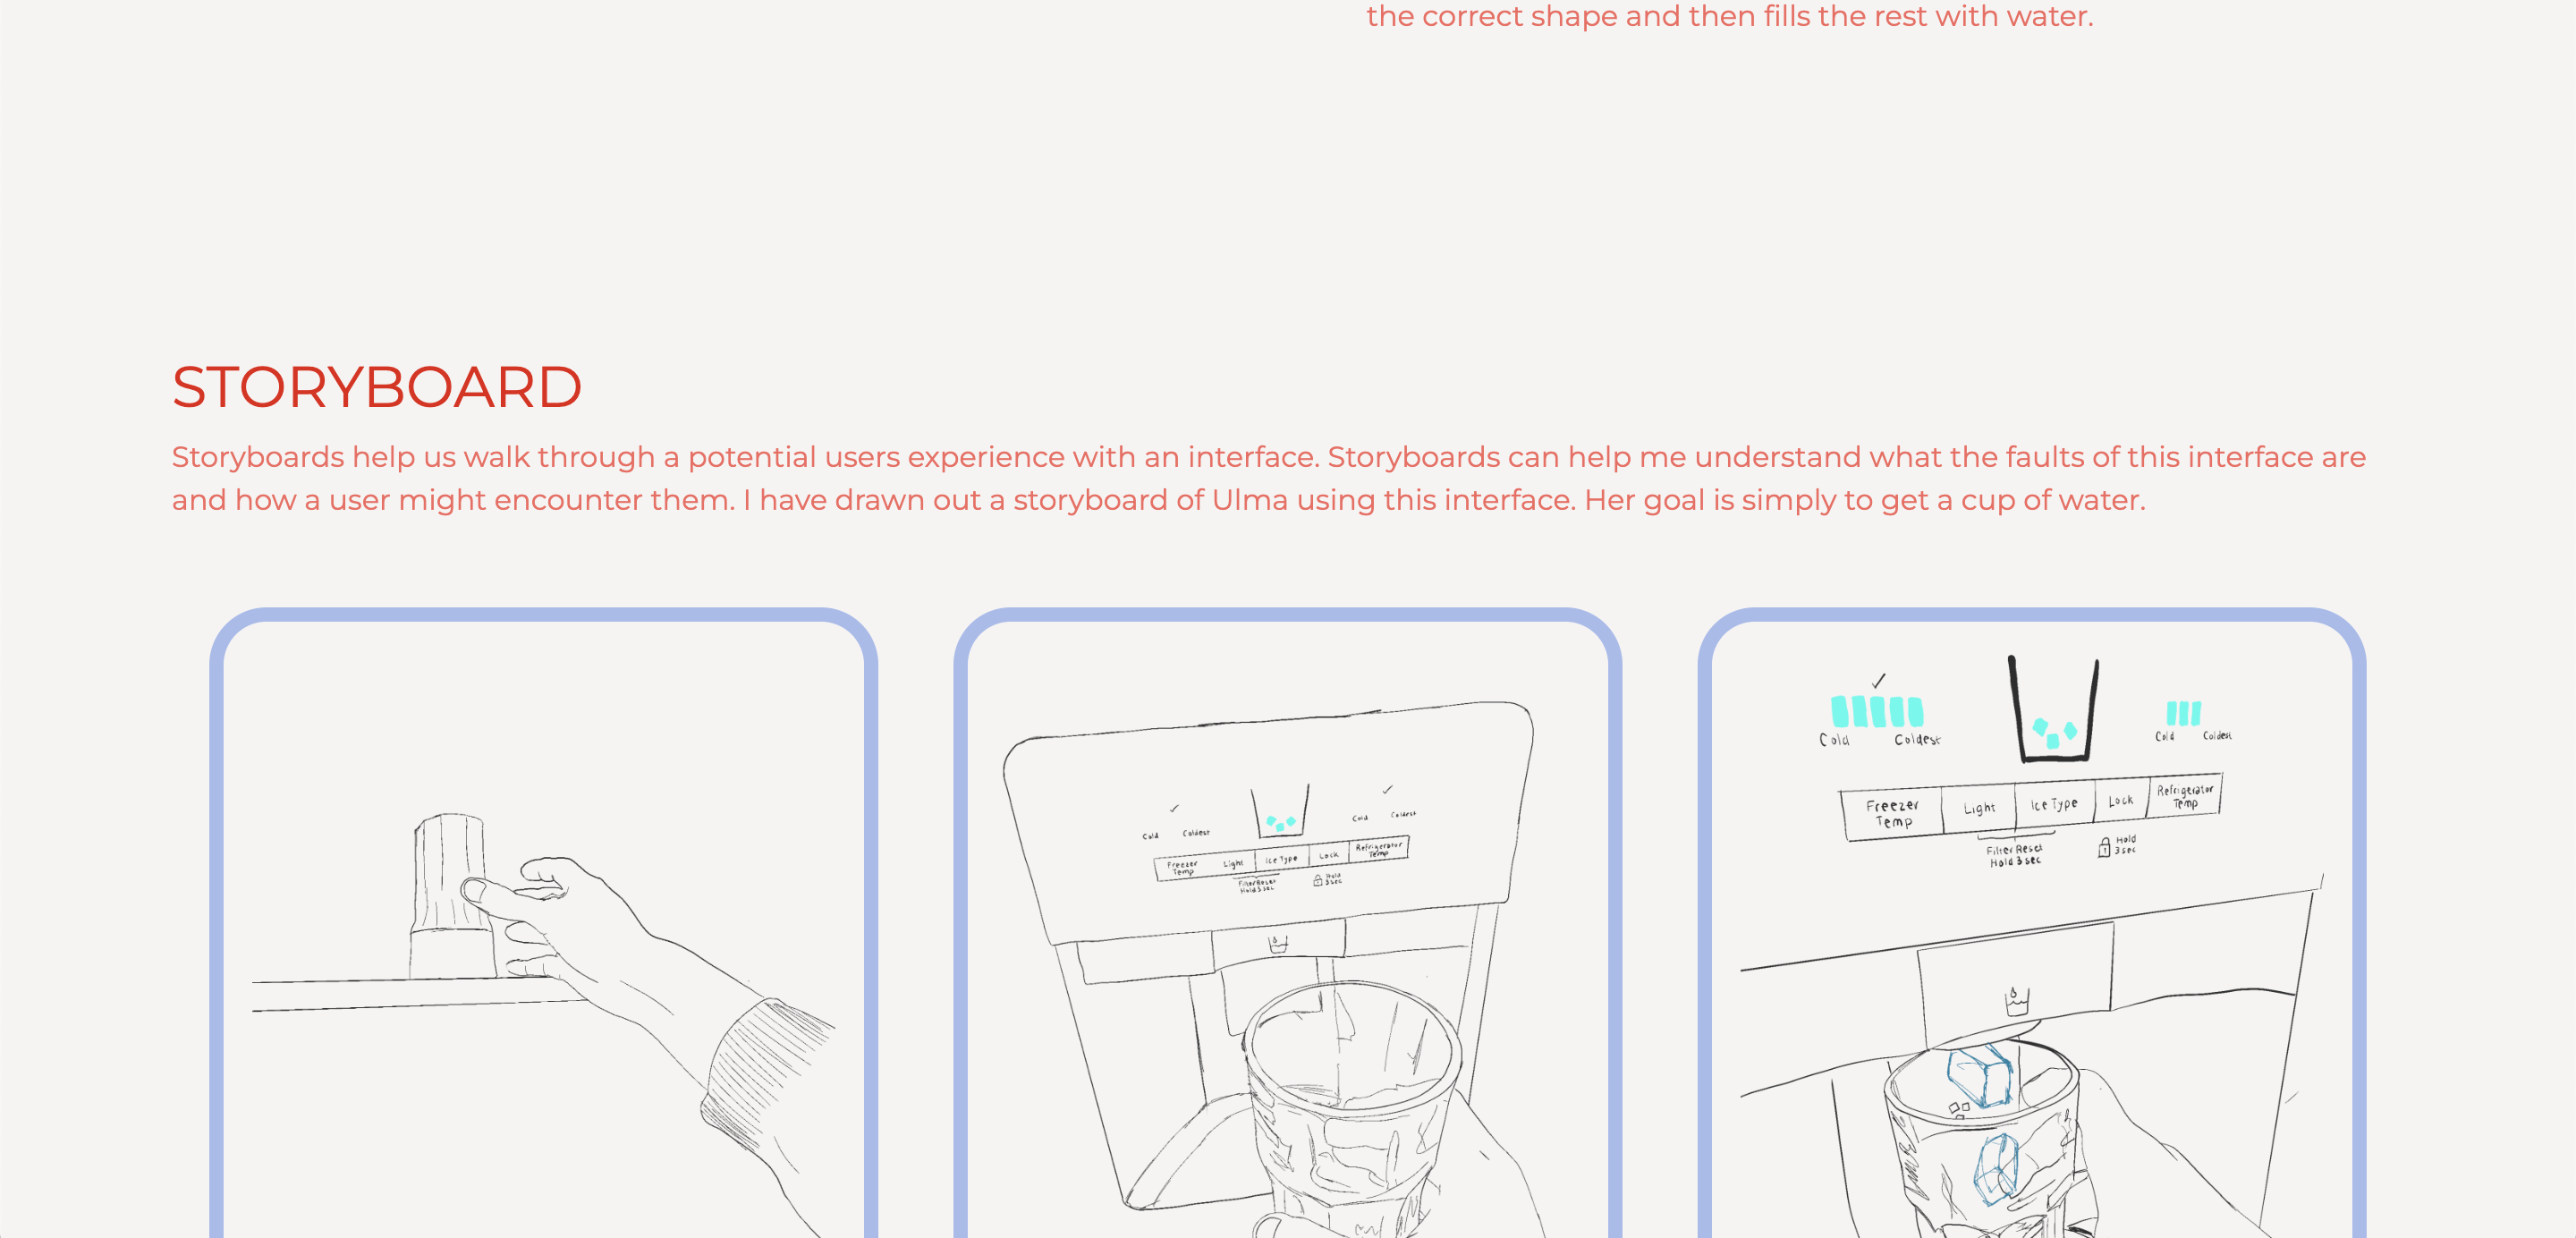 the correct shape and then fills the rest with water.
STORYBOARD
Storyboards help us walk through a potential users experience with an interface. Storyboards can help me understand what the faults of this interface are
and how a user might encounter them. I have drawn out a storyboard of Ulma using this interface. Her goal is simply to get a cup of water.
Cold Coldest
Cold Coldest
Freezer Temp Light Ice Type Lock Refrigerator Temp
Filter Reset
Hold 3 sec
Hold
3 sec
Cold Coldest
Cold Coldest
Freezer Temp Light Ice Type Lock Refrigerator Temp
Filter Reset
Hold 3 sec
Hold
3 sec